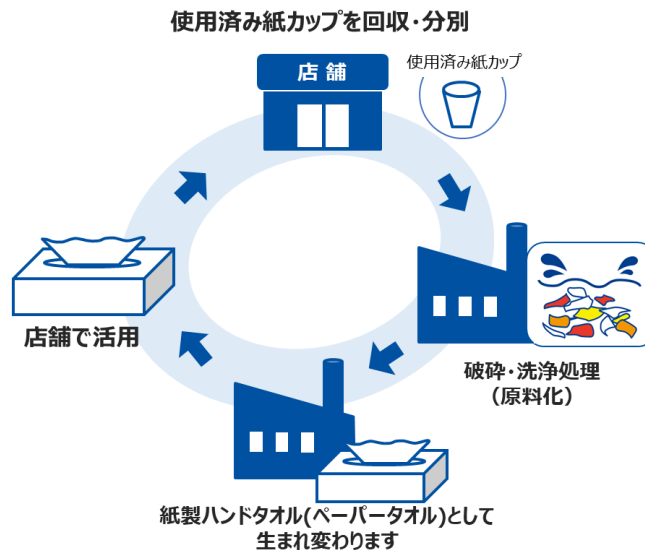 使用済み紙カップを回収・分別
店舗
使用済み紙カップ
店舗で活用
破砕・洗浄処理
（原料化）
紙製ハンドタオル(ペーパータオル)として
生まれ変わります